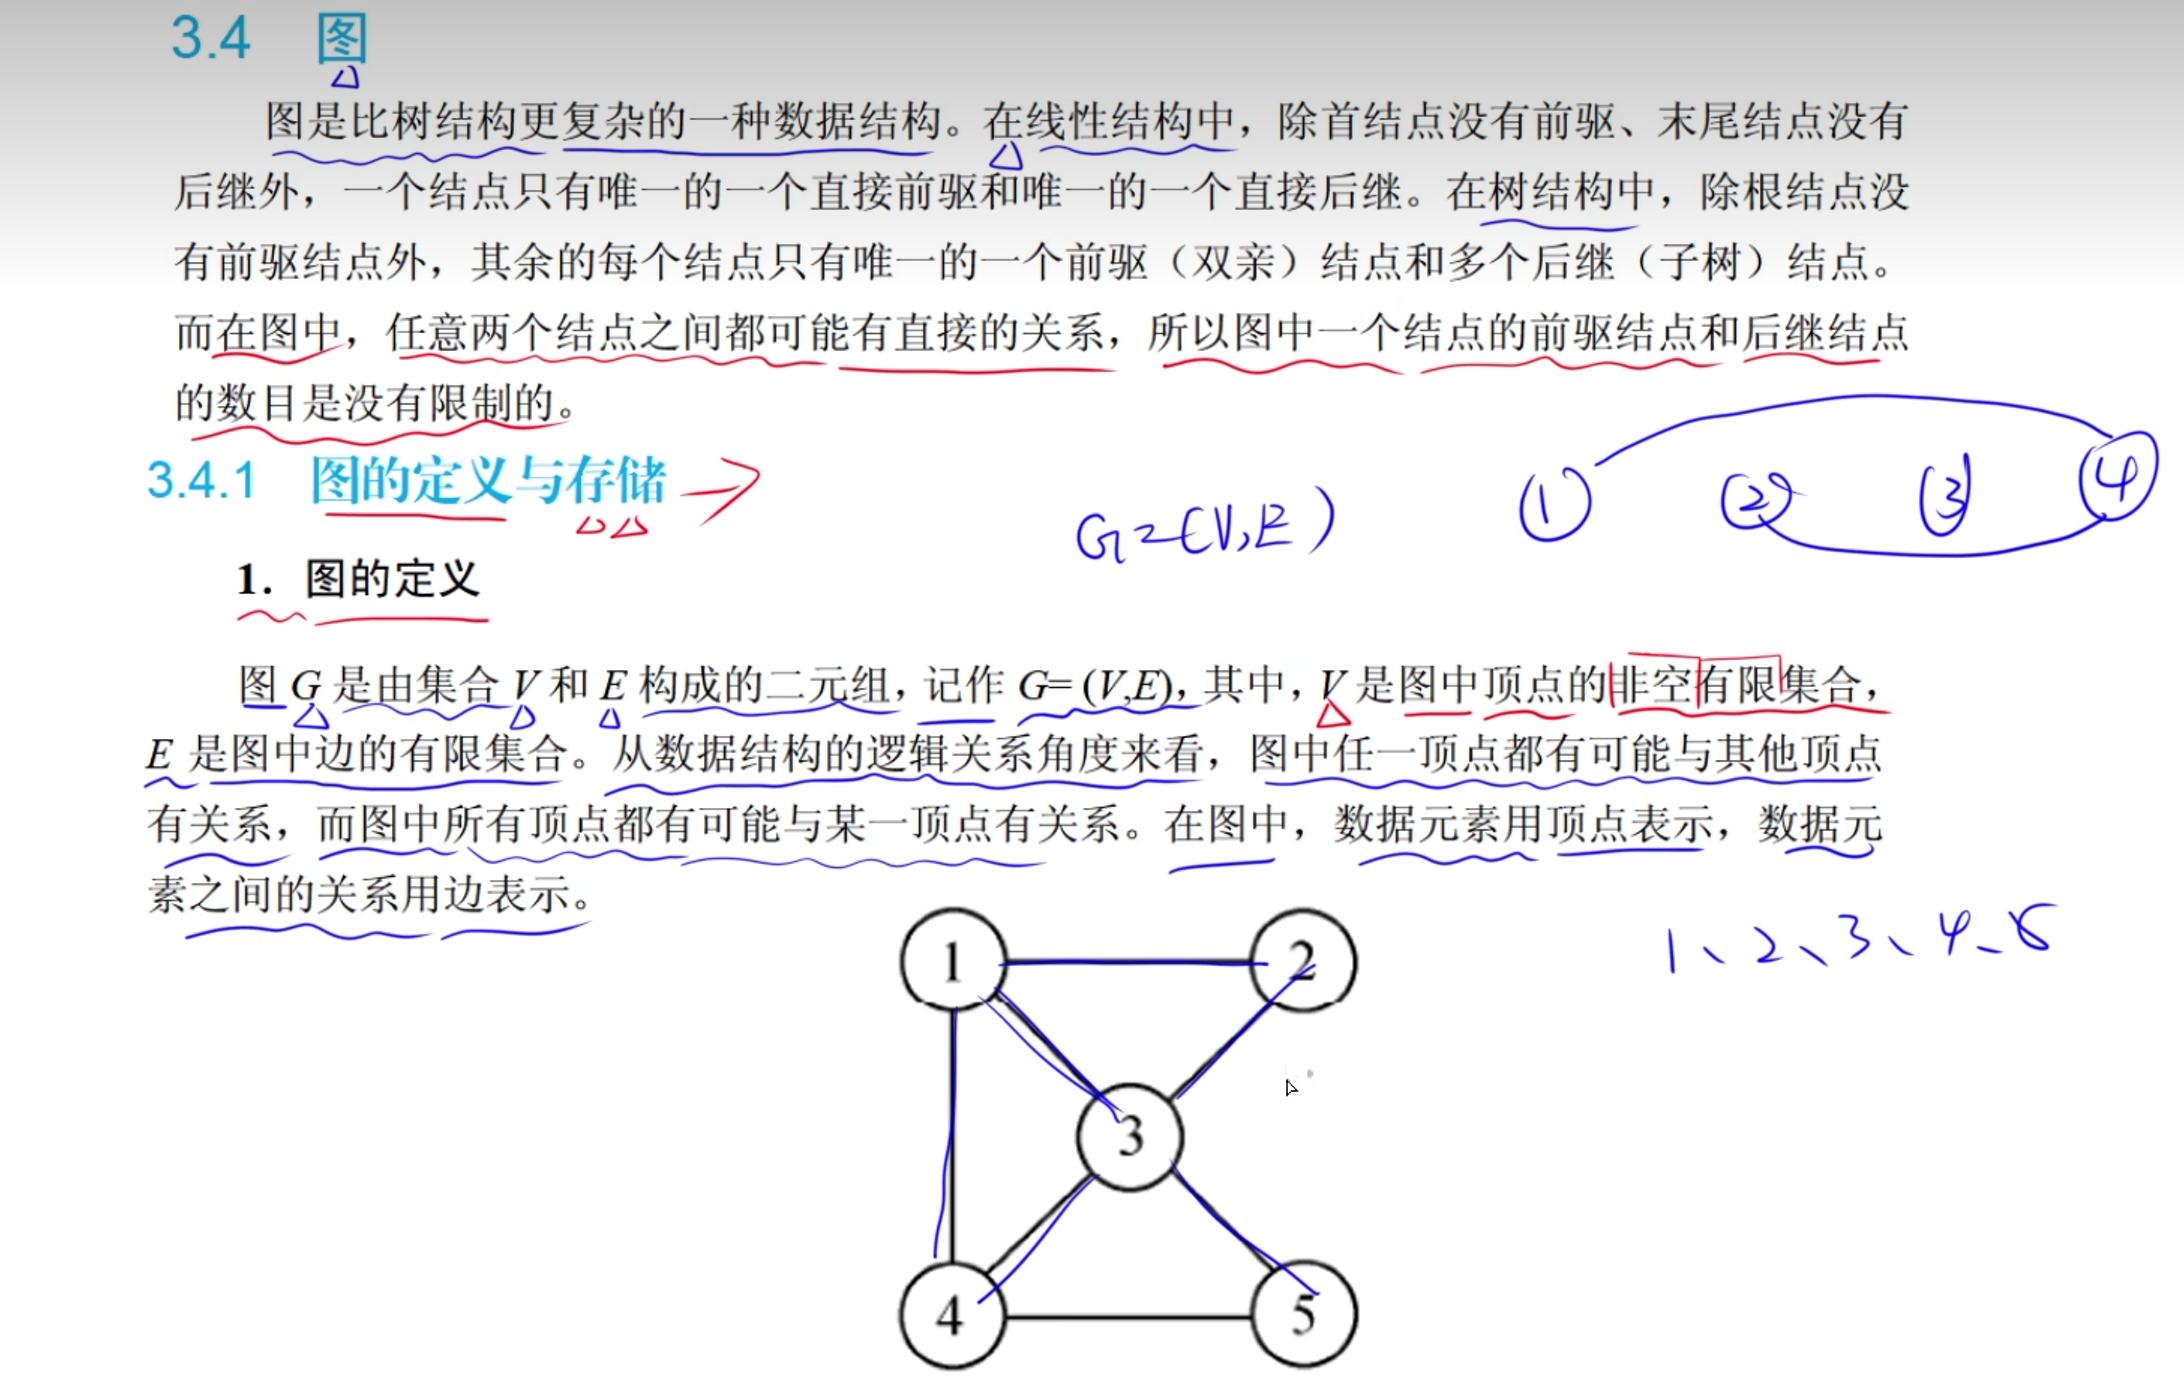 3.4 图
图是比树结构更复杂的一种数据结构。在线性结构中，除首结点没有前驱、末尾结点没有
后继外，一个结点只有唯一的一个直接前驱和唯一的一个直接后继。在树结构中，除根结点没
有前驱结点外，其余的每个结点只有唯一的一个前驱（双亲）结点和多个后继（子树）结点。
而在图中，任意两个结点之间都可能有直接的关系，所以图中一个结点的前驱结点和后继结点
的数目是没有限制的。
3.4.1 图的定义与存储
G=(V,E)
1 2 3 4
1. 图的定义
图 G 是由集合 V 和 E 构成的二元组，记作 G=(V,E)，其中，V 是图中顶点的非空有限集合，
E 是图中边的有限集合。从数据结构的逻辑关系角度来看，图中任一顶点都有可能与其他顶点
有关系，而图中所有顶点都有可能与某一顶点有关系。在图中，数据元素用顶点表示，数据元
素之间的关系用边表示。
1、2、3、4、5
1 2
3
4 5